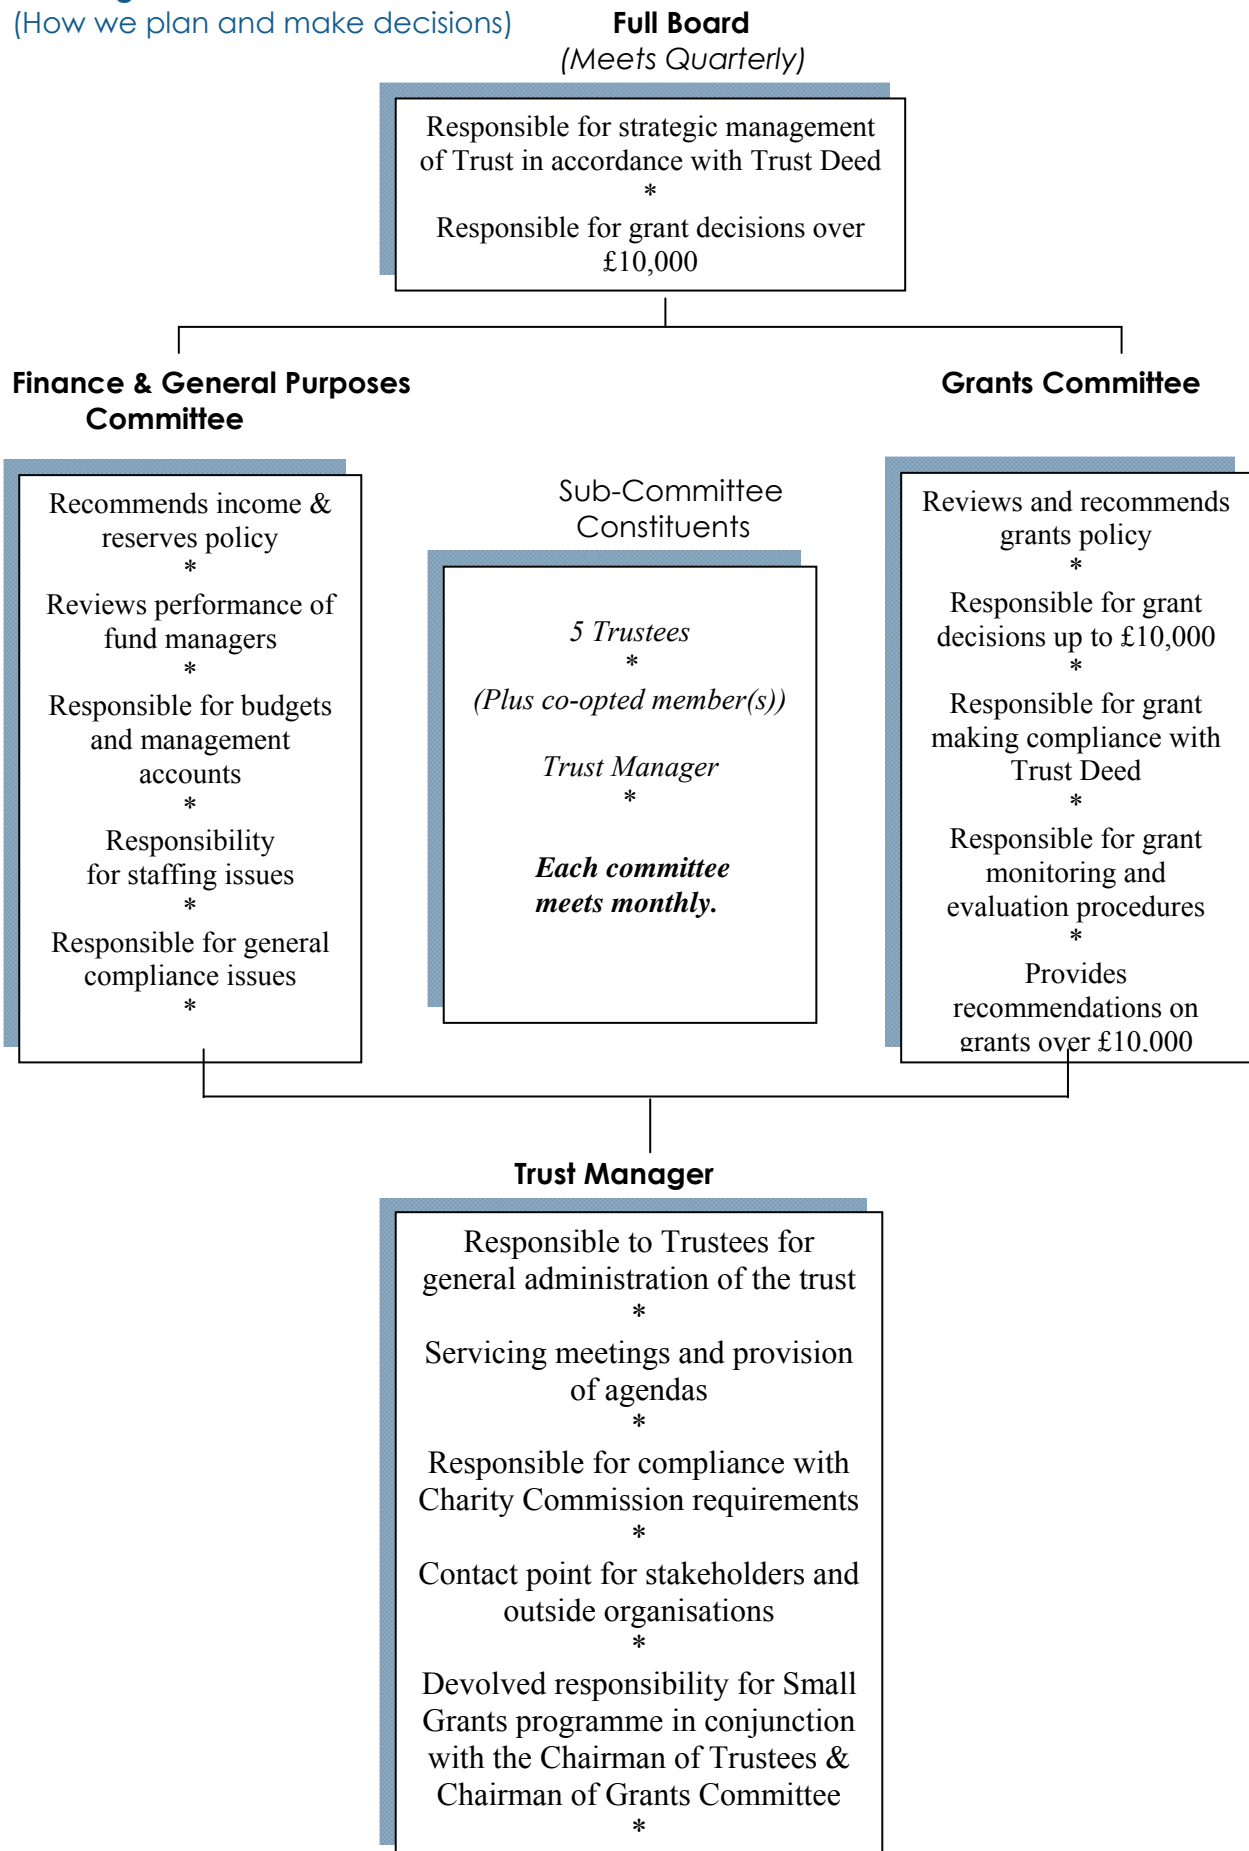 (How we plan and make decisions)
Full Board
(Meets Quarterly)
Responsible for strategic management
of Trust in accordance with Trust Deed
*
Responsible for grant decisions over
£10,000
Finance & General Purposes
Committee
Recommends income &
reserves policy
*
Reviews performance of
fund managers
*
Responsible for budgets
and management
accounts
*
Responsibility
for staffing issues
*
Responsible for general
compliance issues
*
Sub-Committee
Constituents
5 Trustees
*
(Plus co-opted member(s))
Trust Manager
*
Each committee
meets monthly.
Grants Committee
Reviews and recommends
grants policy
*
Responsible for grant
decisions up to £10,000
*
Responsible for grant
making compliance with
Trust Deed
*
Responsible for grant
monitoring and
evaluation procedures
*
Provides
recommendations on
grants over £10,000
Trust Manager
Responsible to Trustees for
general administration of the trust
*
Servicing meetings and provision
of agendas
*
Responsible for compliance with
Charity Commission requirements
*
Contact point for stakeholders and
outside organisations
*
Devolved responsibility for Small
Grants programme in conjunction
with the Chairman of Trustees &
Chairman of Grants Committee
*